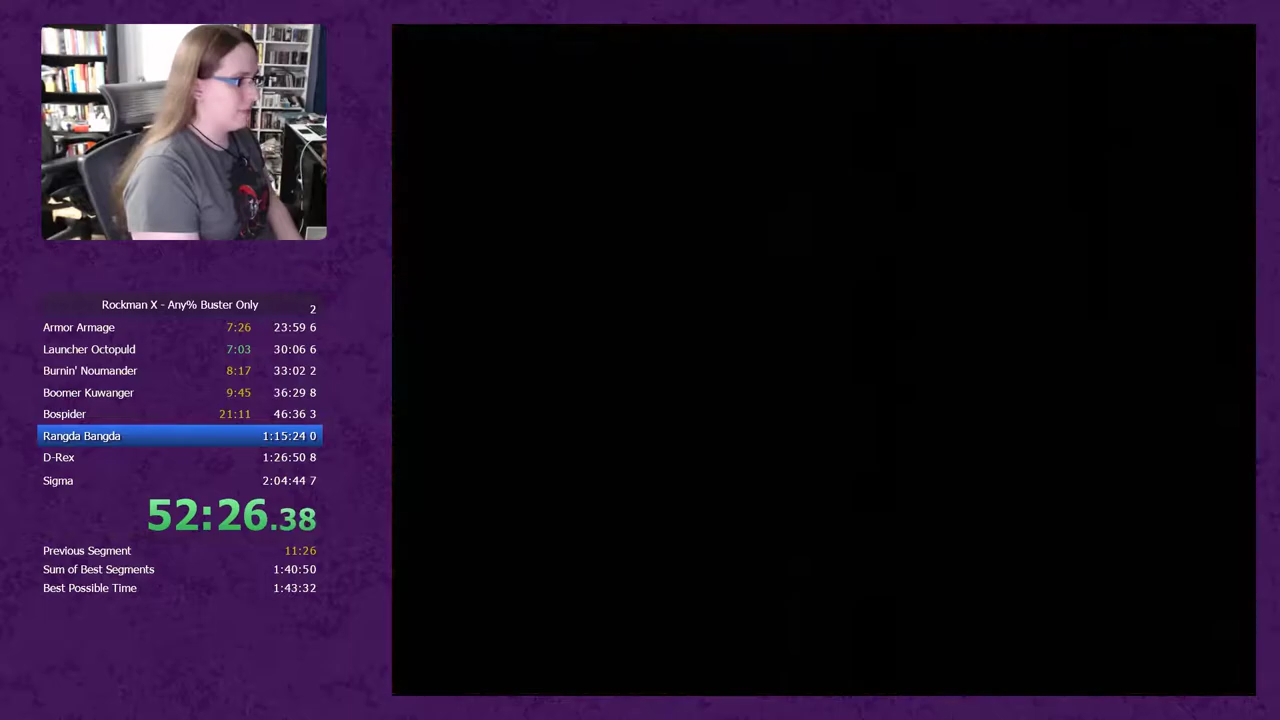 Rockman X - Any% Buster Only
2
Armor Armage 7:26 23:59 6
Launcher Octopuld 7:03 30:06 6
Burnin' Noumander 8:17 33:02 2
Boomer Kuwanger 9:45 36:29 8
Bospider 21:11 46:36 3
Rangda Bangda 1:15:24 0
D-Rex 1:26:50 8
Sigma 2:04:44 7
52:26.38
Previous Segment 11:26
Sum of Best Segments 1:40:50
Best Possible Time 1:43:32